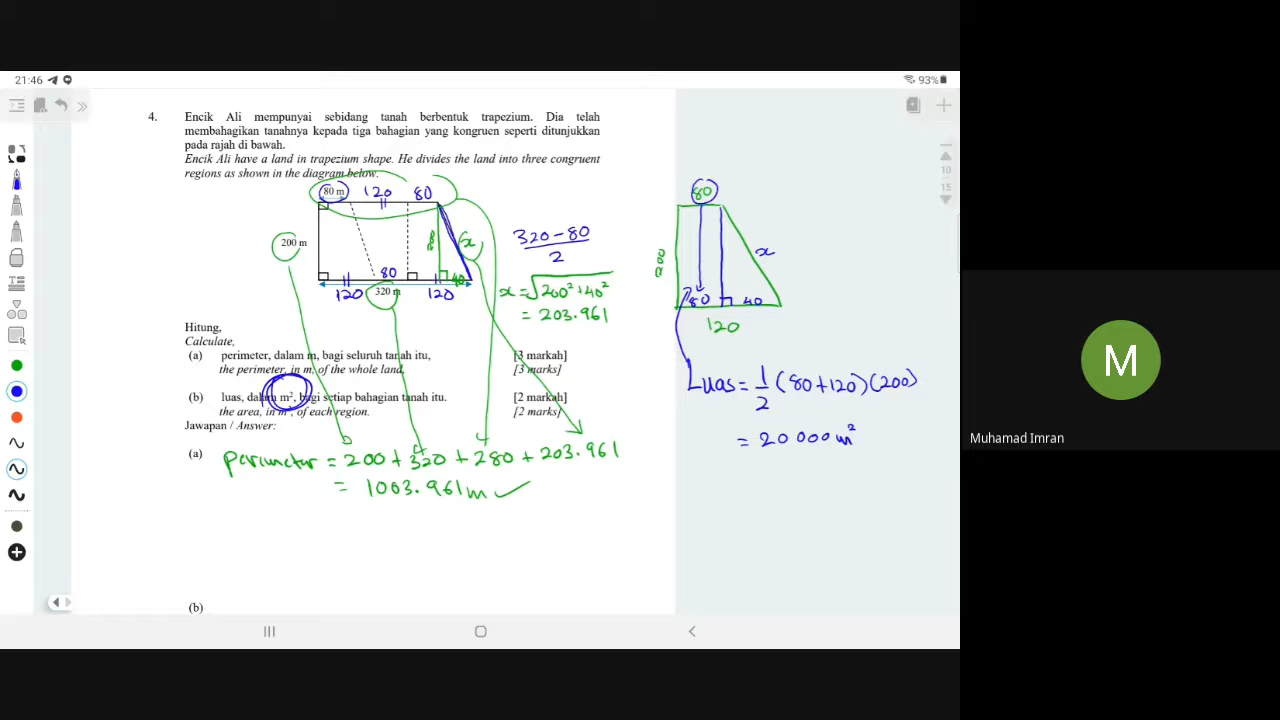 21:46
93%
4. Encik Ali mempunyai sebidang tanah berbentuk trapezium. Dia telah
membahagikan tanahnya kepada tiga bahagian yang kongruen seperti ditunjukkan
pada rajah di bawah.
Encik Ali have a land in trapezium shape. He divides the land into three congruent
regions as shown in the diagram below.
80 m 120 80
200 m
x
80
40
120 320 m 120
320-80
2
x = √200²+40²
= 203.961
80
200
x
80 40
120
10
15
Hitung,
Calculate,
(a) perimeter, dalam m, bagi seluruh tanah itu, [3 markah]
the perimeter, in m, of the whole land, [3 marks]
(b) luas, dalam m², bagi setiap bahagian tanah itu. [2 markah]
the area, in m², of each region. [2 marks]
Jawapan / Answer:
(a) perimeter = 200 + 320 + 280 + 203.961
= 1003.961m ✓
Luas = 1/2 (80+120)(200)
= 20 000 m²
(b)
M
Muhamad Imran